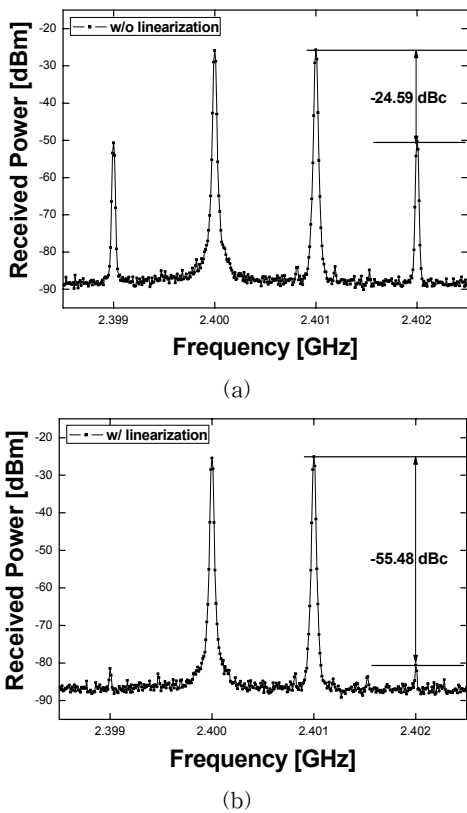 w/o linearization
Received Power [dBm]
-20
-30
-40
-50
-60
-70
-80
-90
-24.59 dBc
2.399
2.400
2.401
2.402
Frequency [GHz]
(a)
w/ linearization
Received Power [dBm]
-20
-30
-40
-50
-60
-70
-80
-90
-55.48 dBc
2.399
2.400
2.401
2.402
Frequency [GHz]
(b)